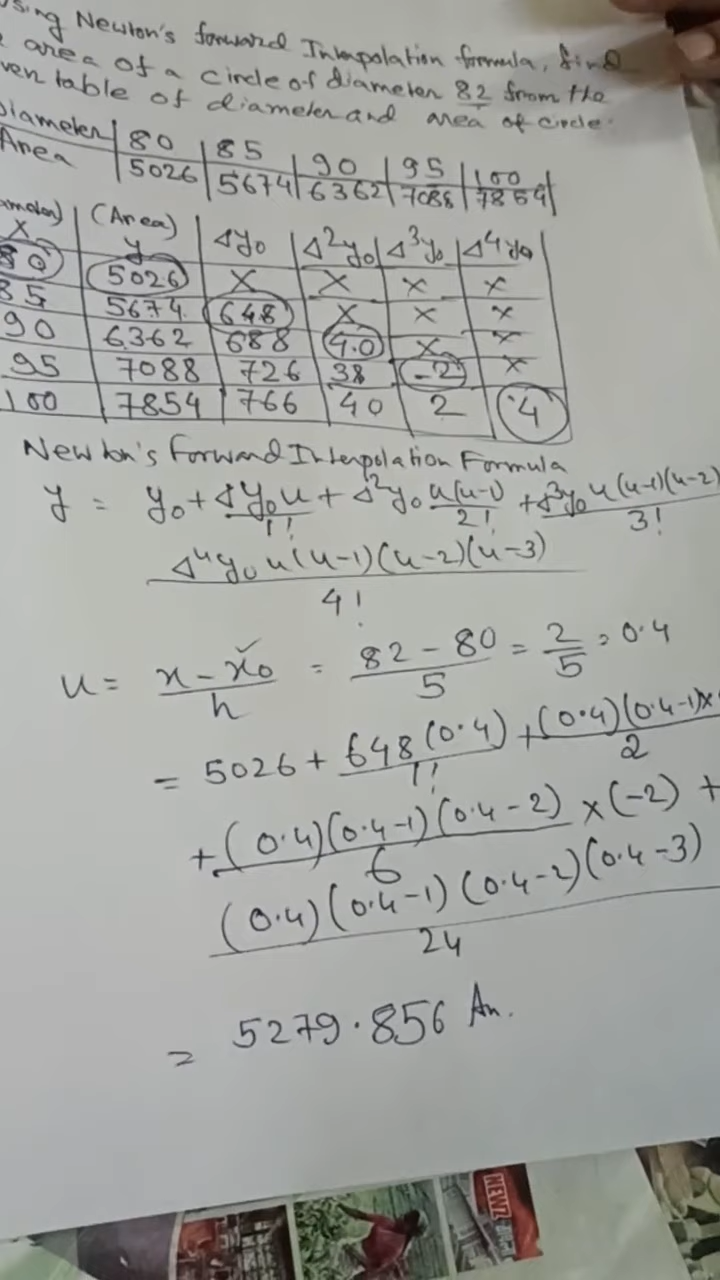 Using Newton's forward Interpolation formula, find
area of a circle of diameter 82 from the
table of diameter and area of circle.
Diameter 80 85 90 95 100
Area 5026 5674 6362 7088 7854
(Area)
x y Δy₀ Δ²y₀ Δ³y₀ Δ⁴y₀
80 5026 × × × ×
85 5674 648 × × ×
90 6362 688 40 × ×
95 7088 726 38 -2 ×
100 7854 766 40 2 4
Newton's Forward Interpolation Formula
y = y₀ + Δy₀u/1! + Δ²y₀ u(u-1)/2! + Δ³y₀ u(u-1)(u-2)/3!
Δ⁴y₀ u(u-1)(u-2)(u-3)/4!
u = x - x₀/h = 82 - 80/5 = 2/5 = 0.4
= 5026 + 648(0.4)/1! + (0.4)(0.4-1)×/2
+ (0.4)(0.4-1)(0.4-2)/6 × (-2) +
(0.4)(0.4-1)(0.4-2)(0.4-3)/24
= 5279.856 An.
NEWZ